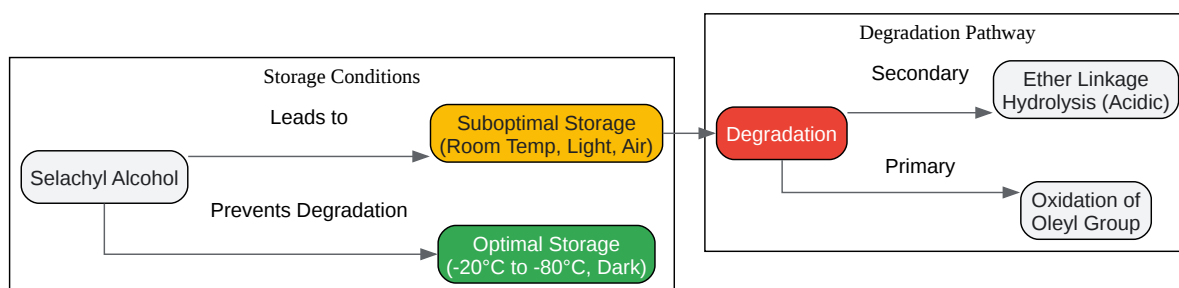 Storage Conditions
Leads to
Suboptimal Storage
(Room Temp, Light, Air)
Selachyl Alcohol
Prevents Degradation
Optimal Storage
(-20°C to -80°C, Dark)
Degradation Pathway
Secondary
Ether Linkage
Hydrolysis (Acidic)
Degradation
Primary
Oxidation of
Oleyl Group